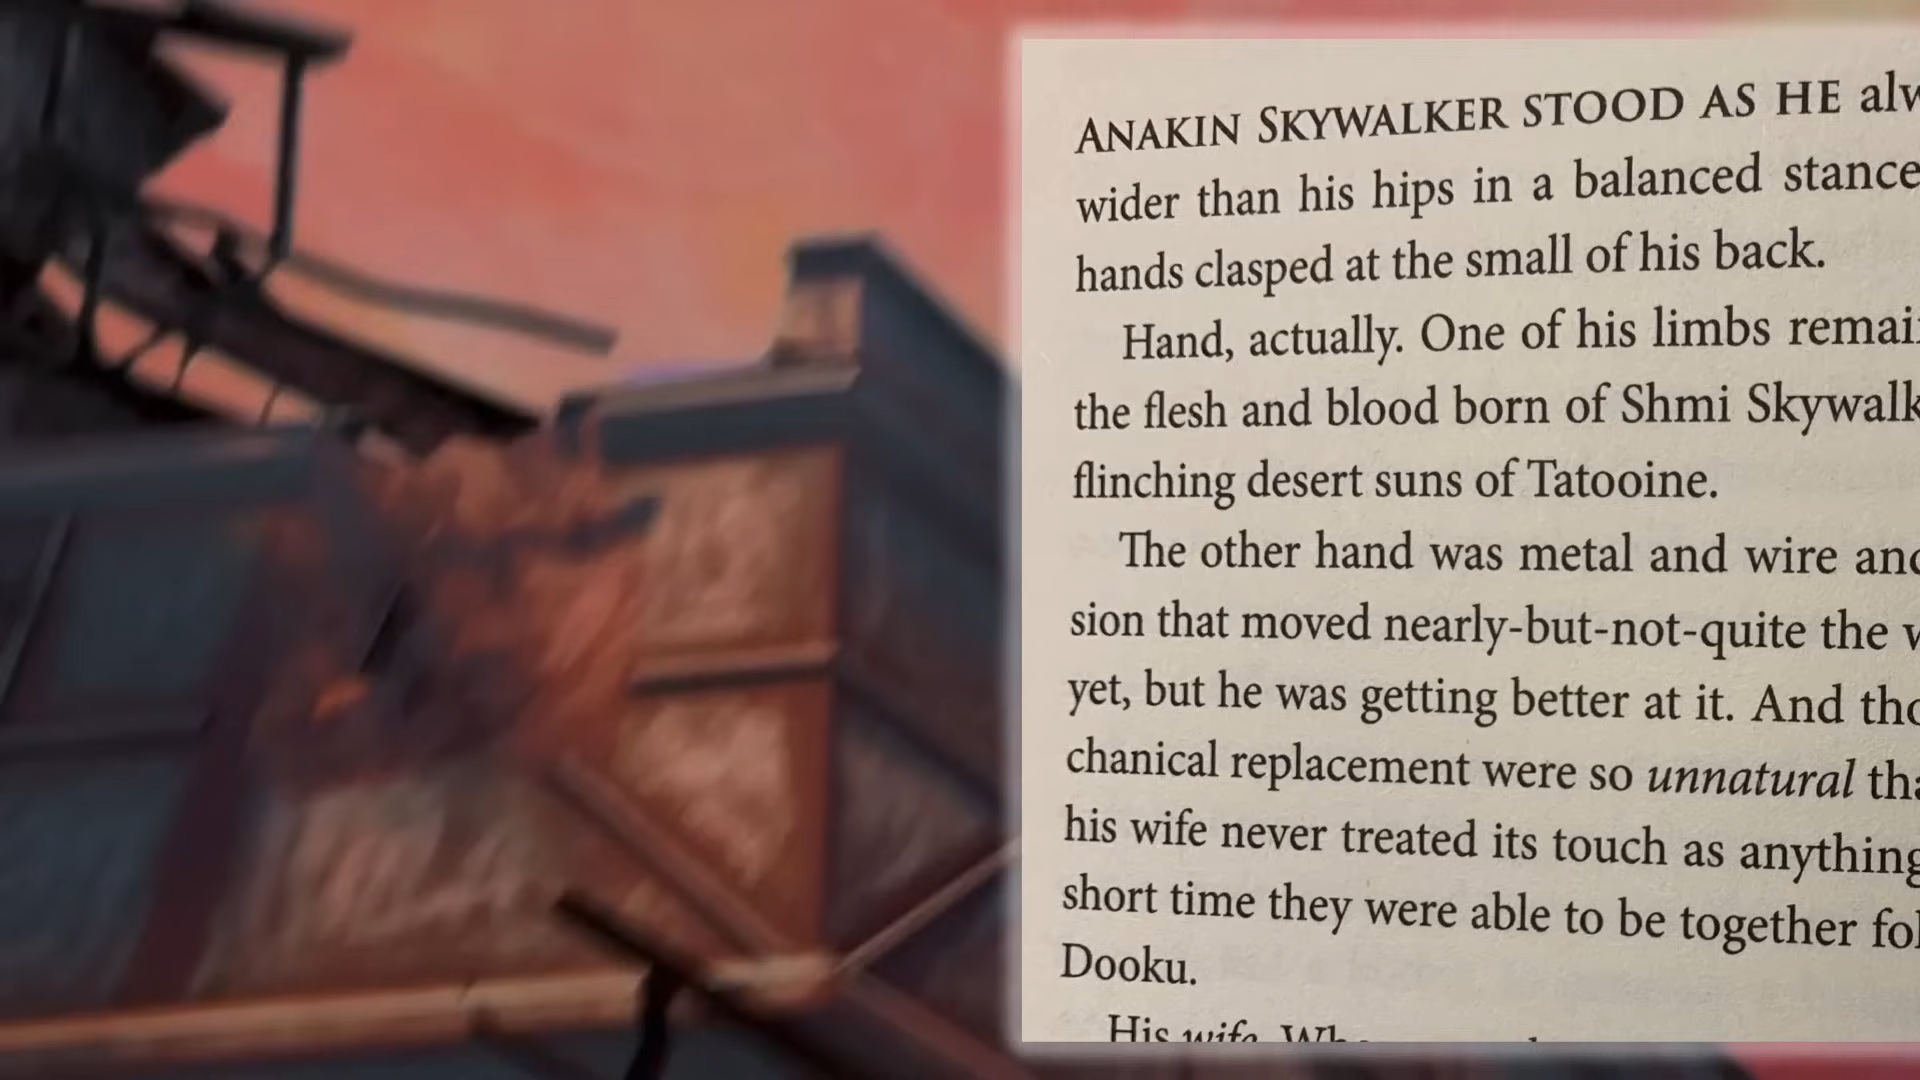 ANAKIN SKYWALKER STOOD AS HE
wider than his hips in a balanced stance
hands clasped at the small of his back.
Hand, actually. One of his limbs
the flesh and blood born of Shmi
flinching desert suns of Tatooine.
The other hand was metal and wire
sion that moved nearly-but-not-quite the
yet, but he was getting better at it. And
chanical replacement were so unnatural
his wife never treated its touch as anything
short time they were able to be together
Dooku.
His wife.